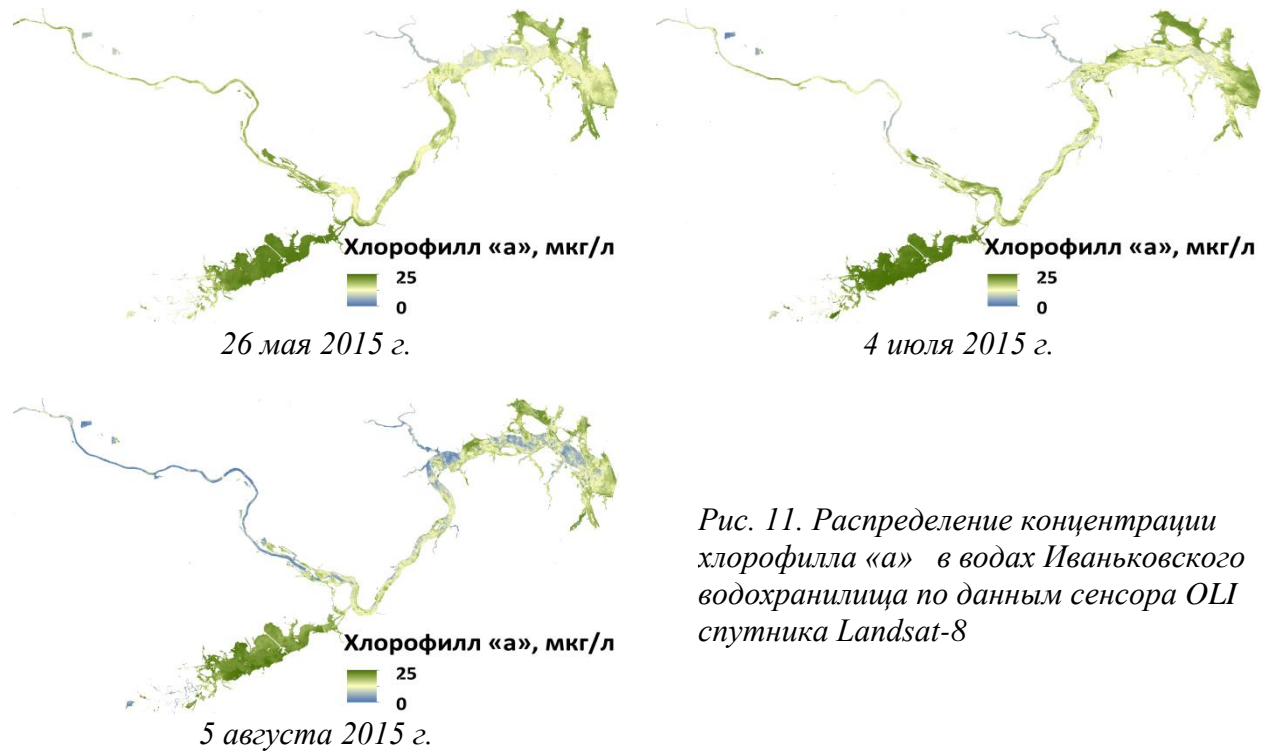 Хлорофилл «а», мкг/л
25
0
26 мая 2015 г.
Хлорофилл «а», мкг/л
25
0
4 июля 2015 г.
Хлорофилл «а», мкг/л
25
0
5 августа 2015 г.
Рис. 11. Распределение концентрации
хлорофилла «а» в водах Иваньковского
водохранилища по данным сенсора OLI
спутника Landsat-8